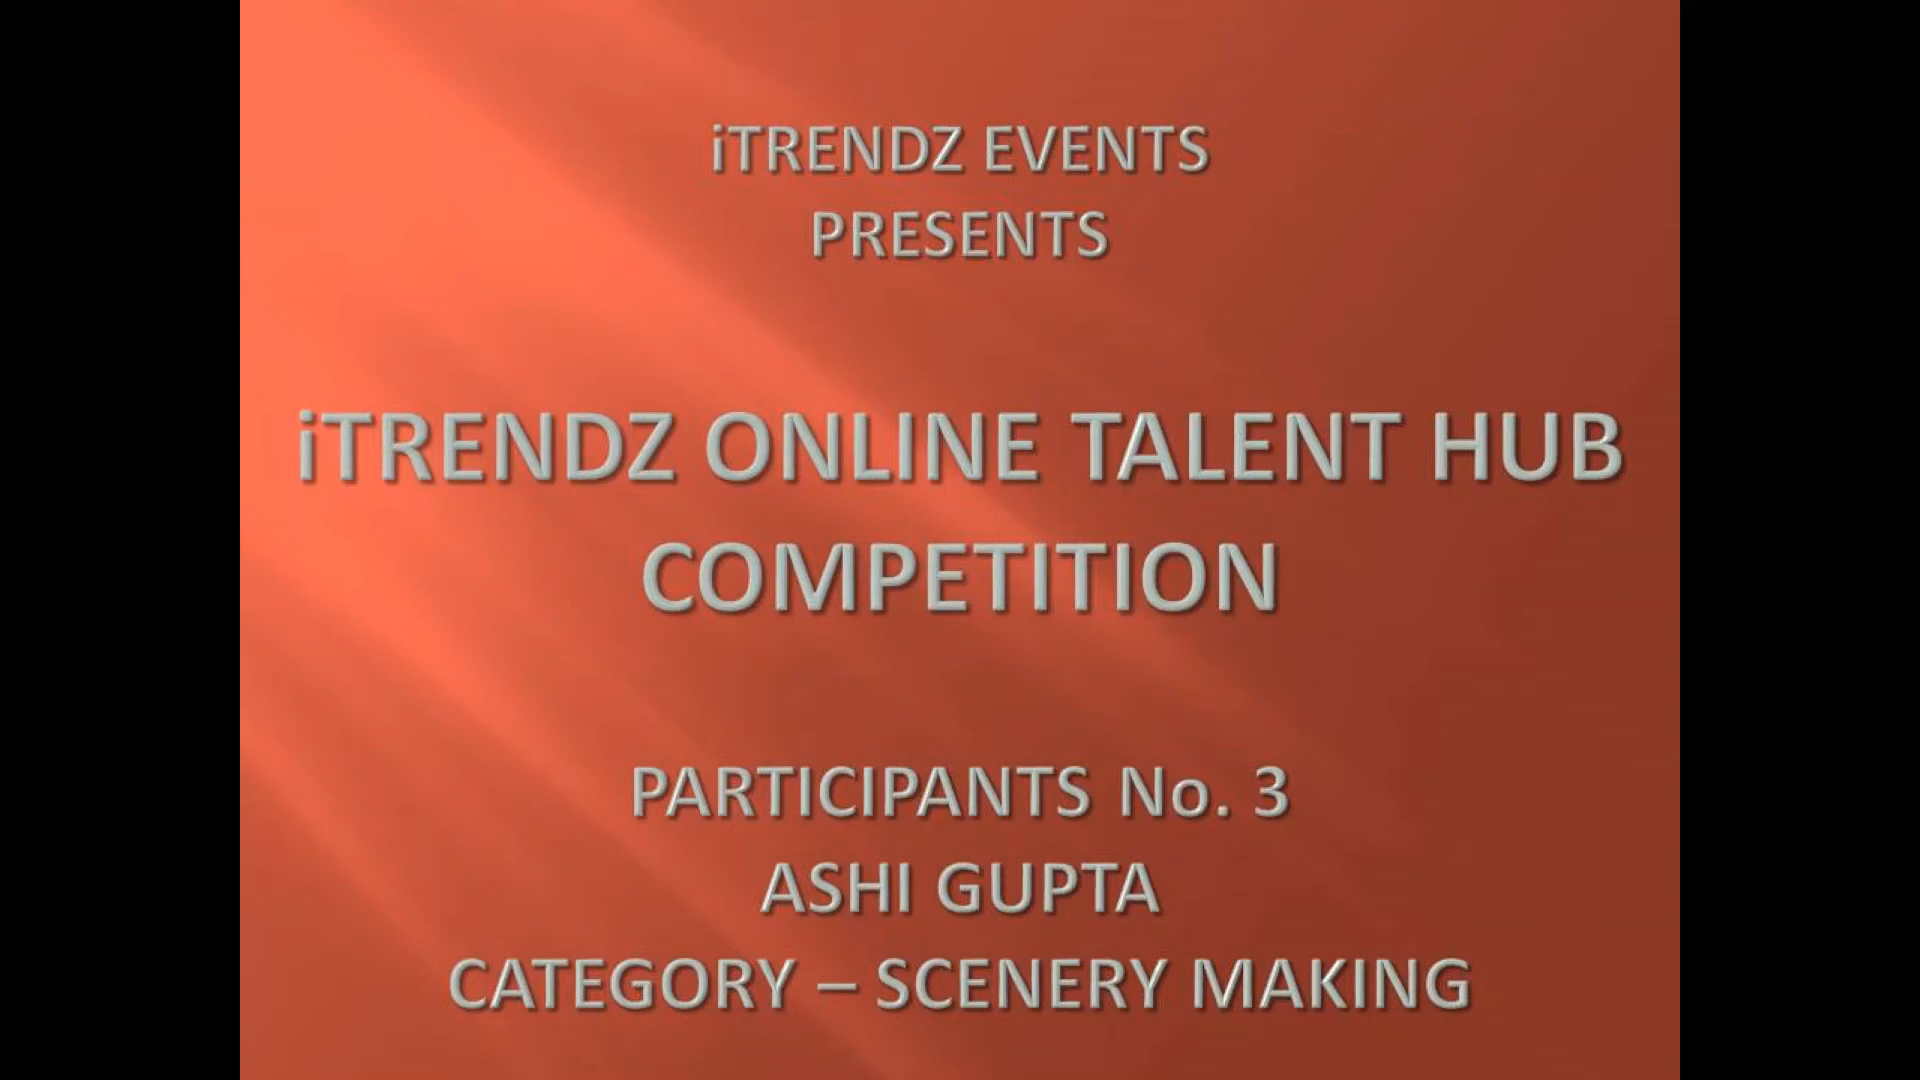 iTRENDZ EVENTS
PRESENTS
iTRENDZ ONLINE TALENT HUB
COMPETITION
PARTICIPANTS No. 3
ASHI GUPTA
CATEGORY – SCENERY MAKING